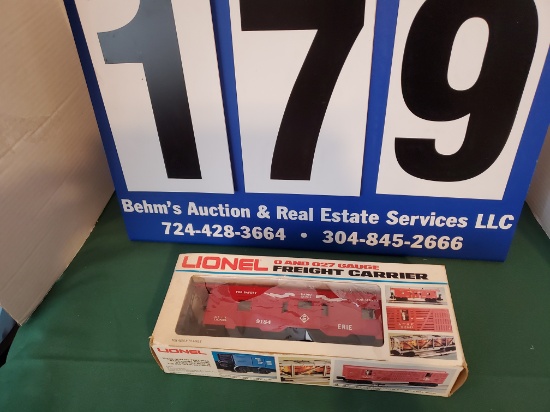 179
Behm's Auction & Real Estate Services LLC
724-428-3664 • 304-845-2666
LIONEL
O AND O27 GAUGE
FREIGHT CARRIER
ERIE
LIONEL